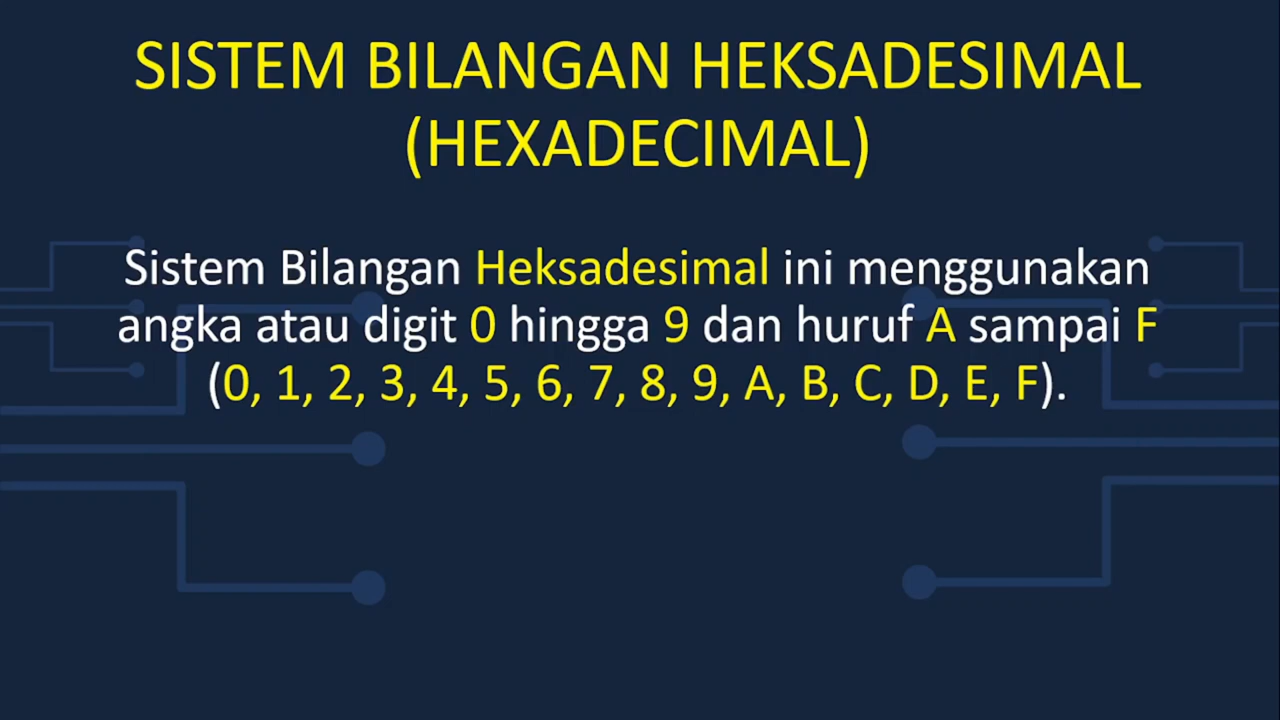 SISTEM BILANGAN HEKSADESIMAL
(HEXADECIMAL)
Sistem Bilangan Heksadesimal ini menggunakan
angka atau digit 0 hingga 9 dan huruf A sampai F
(0, 1, 2, 3, 4, 5, 6, 7, 8, 9, A, B, C, D, E, F).